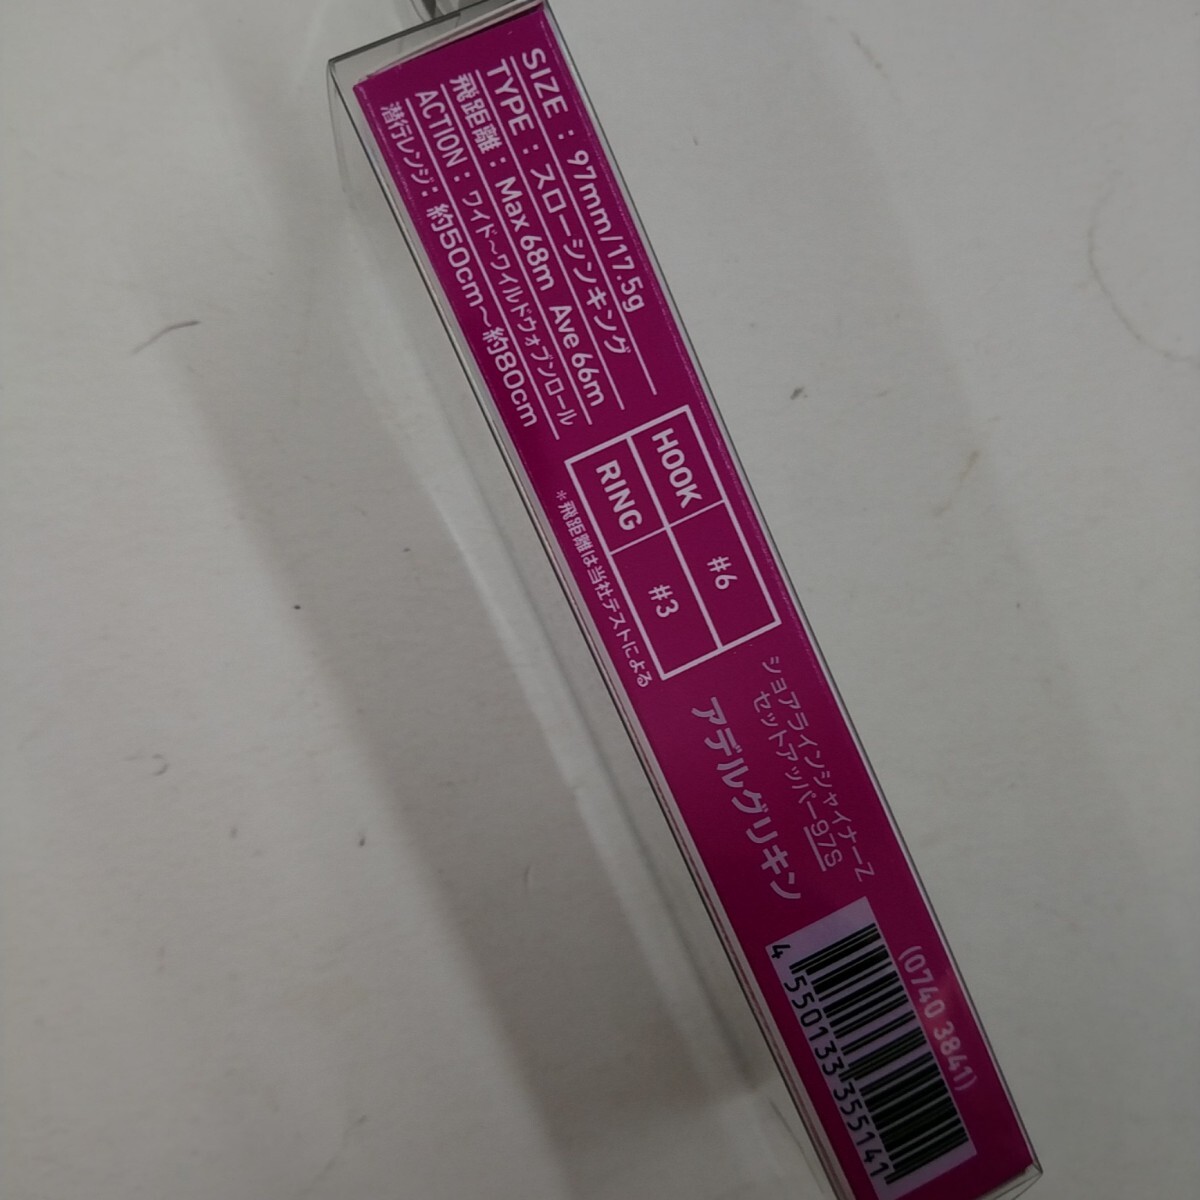 SIZE：97mm/17.5g
TYPE：スローシンキング
飛距離：Max 68m Ave 66m
ACTION：ワイド～ワイルドウォブンロール
潜行レンジ：約50cm～約80cm
HOOK #6
RING #3
*飛距離は当社テストによる
ショアラインシャイナーZ
セットアッパー97S
アデルグリキン
(0740 3841)
4 550133 355141